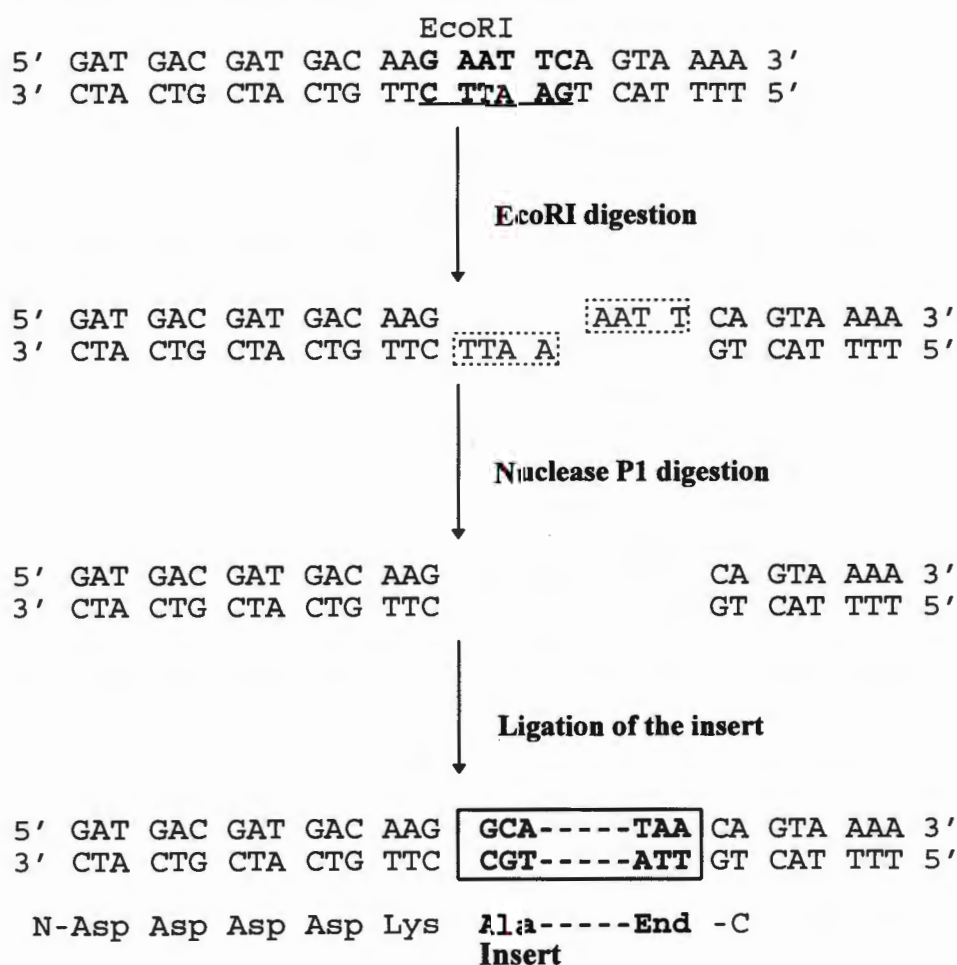 EcoRI
5′ GAT GAC GAT GAC AAG AAT TCA GTA AAA 3′
3′ CTA CTG CTA CTG TTC TTA AGT CAT TTT 5′
EcoRI digestion
5′ GAT GAC GAT GAC AAG AAT T CA GTA AAA 3′
3′ CTA CTG CTA CTG TTC TTA A GT CAT TTT 5′
Nuclease P1 digestion
5′ GAT GAC GAT GAC AAG CA GTA AAA 3′
3′ CTA CTG CTA CTG TTC GT CAT TTT 5′
Ligation of the insert
5′ GAT GAC GAT GAC AAG GCA-----TAA CA GTA AAA 3′
3′ CTA CTG CTA CTG TTC CGT-----ATT GT CAT TTT 5′
N-Asp Asp Asp Asp Lys Ala-----End -C
Insert